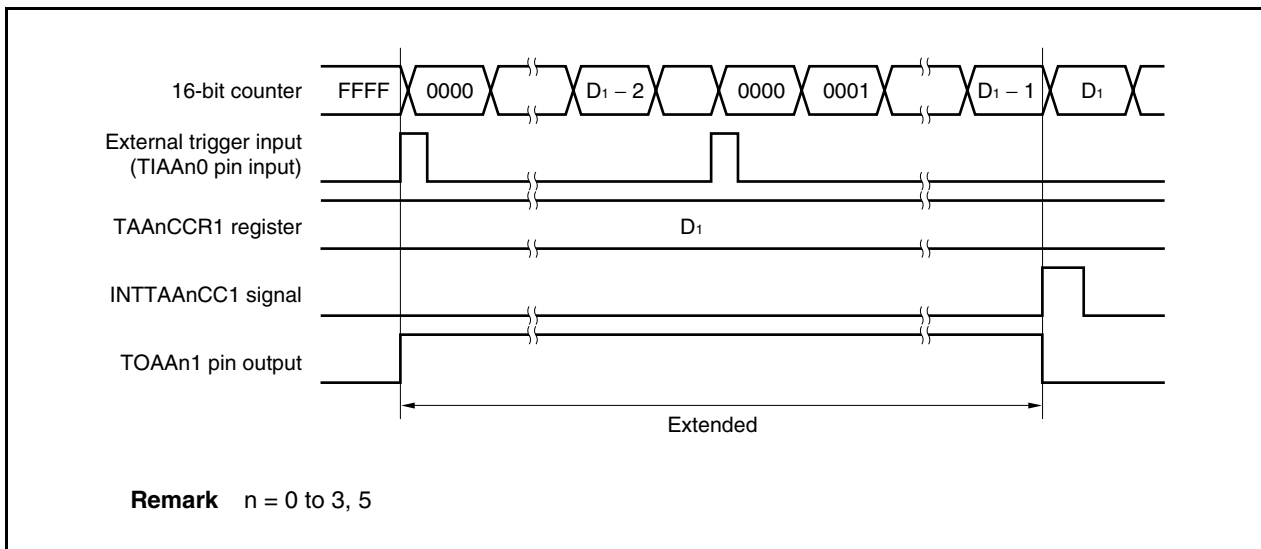 16-bit counter FFFF 0000 D₁ − 2 0000 0001 D₁ − 1 D₁
External trigger input
(TIAAn0 pin input)
TAAnCCR1 register D₁
INTTAAnCC1 signal
TOAAn1 pin output
Extended
Remark n = 0 to 3, 5